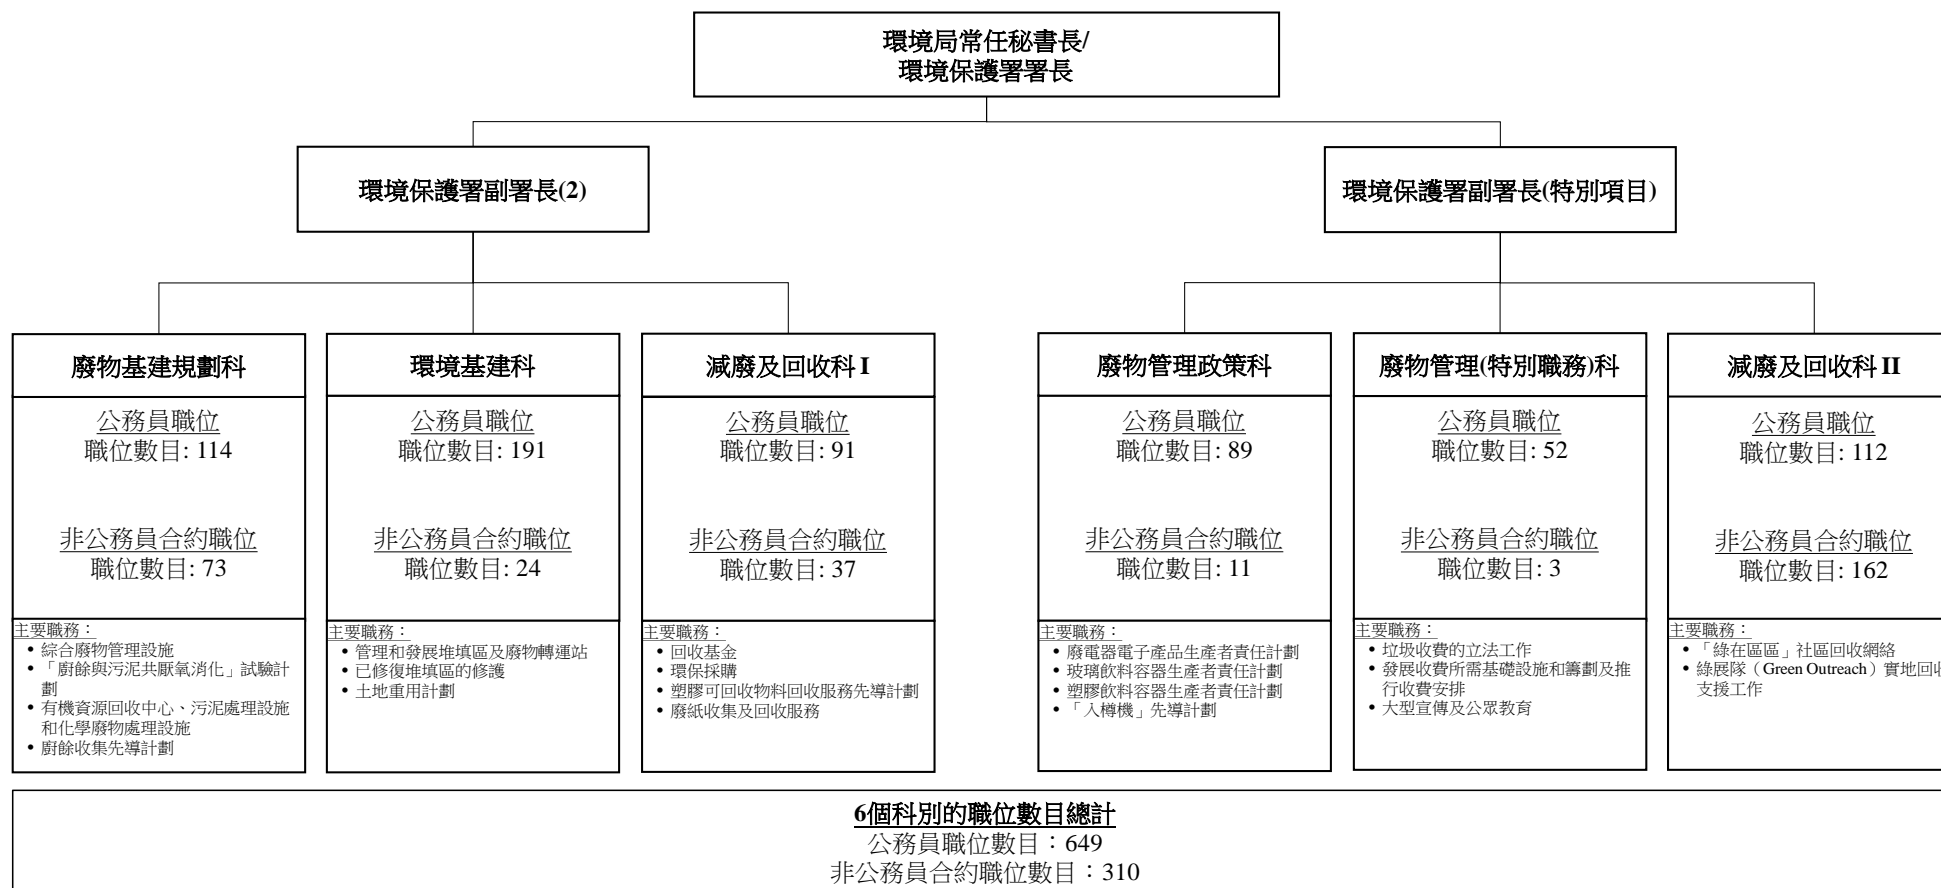 環境局常任秘書長/
環境保護署署長
環境保護署副署長(2)
環境保護署副署長(特別項目)
廢物基建規劃科
公務員職位
職位數目: 114
非公務員合約職位
職位數目: 73
主要職務：
• 綜合廢物管理設施
• 「廚餘與污泥共厭氧消化」試驗計
劃
• 有機資源回收中心、污泥處理設施
和化學廢物處理設施
• 廚餘收集先導計劃
環境基建科
公務員職位
職位數目: 191
非公務員合約職位
職位數目: 24
主要職務：
• 管理和發展堆填區及廢物轉運站
• 已修復堆填區的修護
• 土地重用計劃
減廢及回收科 I
公務員職位
職位數目: 91
非公務員合約職位
職位數目: 37
主要職務：
• 回收基金
• 環保採購
• 塑膠可回收物料回收服務先導計劃
• 廢紙收集及回收服務
廢物管理政策科
公務員職位
職位數目: 89
非公務員合約職位
職位數目: 11
主要職務：
• 廢電器電子產品生產者責任計劃
• 玻璃飲料容器生產者責任計劃
• 塑膠飲料容器生產者責任計劃
• 「入樽機」先導計劃
廢物管理(特別職務)科
公務員職位
職位數目: 52
非公務員合約職位
職位數目: 3
主要職務：
• 垃圾收費的立法工作
• 發展收費所需基礎設施和籌劃及推
行收費安排
• 大型宣傳及公眾教育
減廢及回收科 II
公務員職位
職位數目: 112
非公務員合約職位
職位數目: 162
主要職務：
• 「綠在區區」社區回收網絡
• 綠展隊（Green Outreach）實地回收
支援工作
6個科別的職位數目總計
公務員職位數目：649
非公務員合約職位數目：310